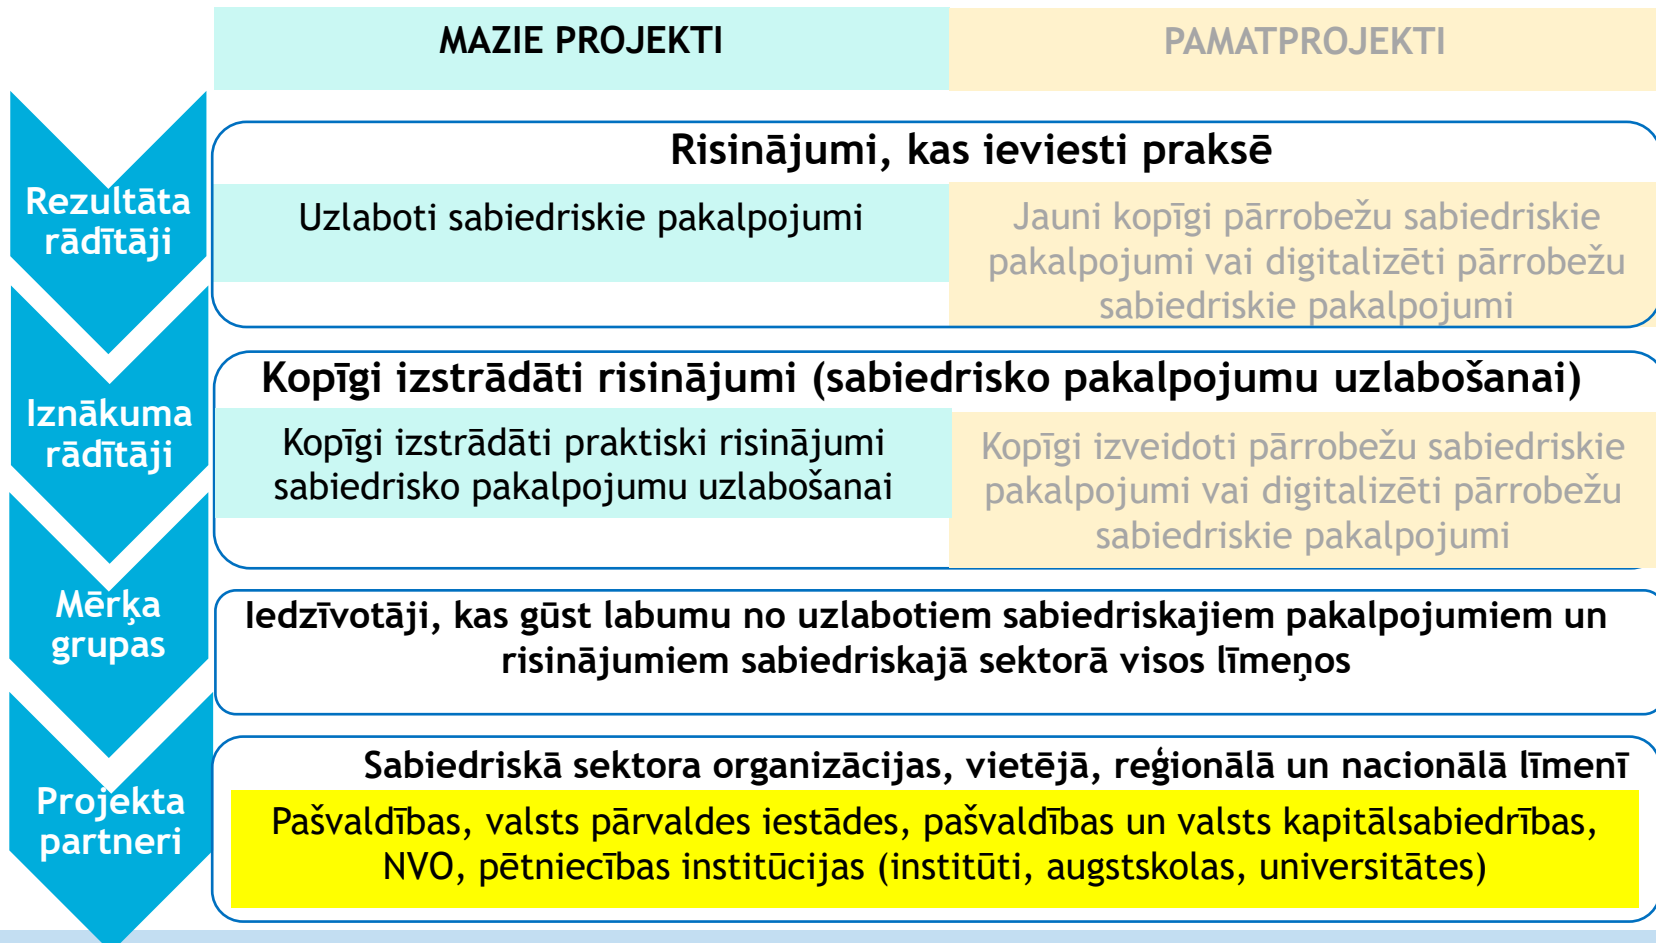 MAZIE PROJEKTI
PAMATPROJEKTI
Rezultāta
rādītāji
Risinājumi, kas ieviesti praksē
Uzlaboti sabiedriskie pakalpojumi
Jauni kopīgi pārrobežu sabiedriskie
pakalpojumi vai digitalizēti pārrobežu
sabiedriskie pakalpojumi
Iznākuma
rādītāji
Kopīgi izstrādāti risinājumi (sabiedrisko pakalpojumu uzlabošanai)
Kopīgi izstrādāti praktiski risinājumi
sabiedrisko pakalpojumu uzlabošanai
Kopīgi izveidoti pārrobežu sabiedriskie
pakalpojumi vai digitalizēti pārrobežu
sabiedriskie pakalpojumi
Mērķa
grupas
Iedzīvotāji, kas gūst labumu no uzlabotiem sabiedriskajiem pakalpojumiem un
risinājumiem sabiedriskajā sektorā visos līmeņos
Projekta
partneri
Sabiedriskā sektora organizācijas, vietējā, reģionālā un nacionālā līmenī
Pašvaldības, valsts pārvaldes iestādes, pašvaldības un valsts kapitālsabiedrības,
NVO, pētniecības institūcijas (institūti, augstskolas, universitātes)